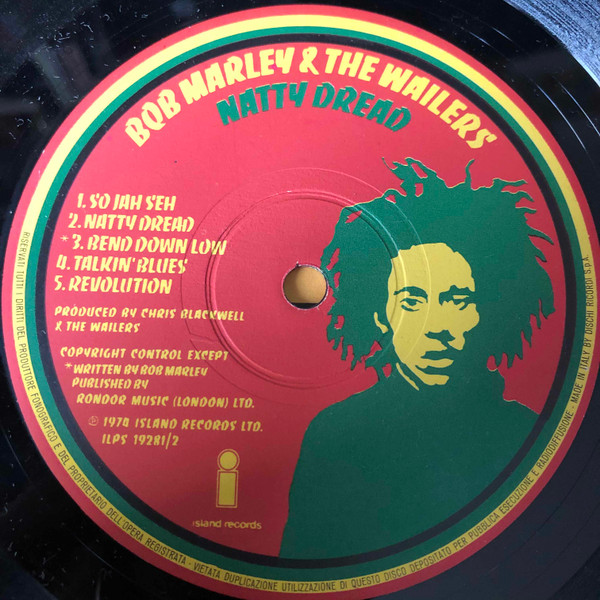 BOB MARLEY & THE WAILERS
NATTY DREAD
1. SO JAH SEH
2. NATTY DREAD
* 3. BEND DOWN LOW
4. TALKIN' BLUES
5. REVOLUTION
PRODUCED BY CHRIS BLACKWELL
& THE WAILERS
COPYRIGHT CONTROL EXCEPT
* WRITTEN BY BOB MARLEY
PUBLISHED BY
RONDOR MUSIC (LONDON) LTD.
℗ 1974 ISLAND RECORDS LTD.
ILPS 19281/2
island records
RISERVATI TUTTI I DIRITTI DEL PRODUTTORE FONOGRAFICO E DEL PROPRIETARIO DELL'OPERA REGISTRATA - VIETATA DUPLICAZIONE UTILIZZAZIONE DI QUESTO DISCO DEPOSITATO PER PUBBLICA ESECUZIONE E RADIODIFFUSIONE - MADE IN ITALY BY DISCHI RICORDI S.p.A.